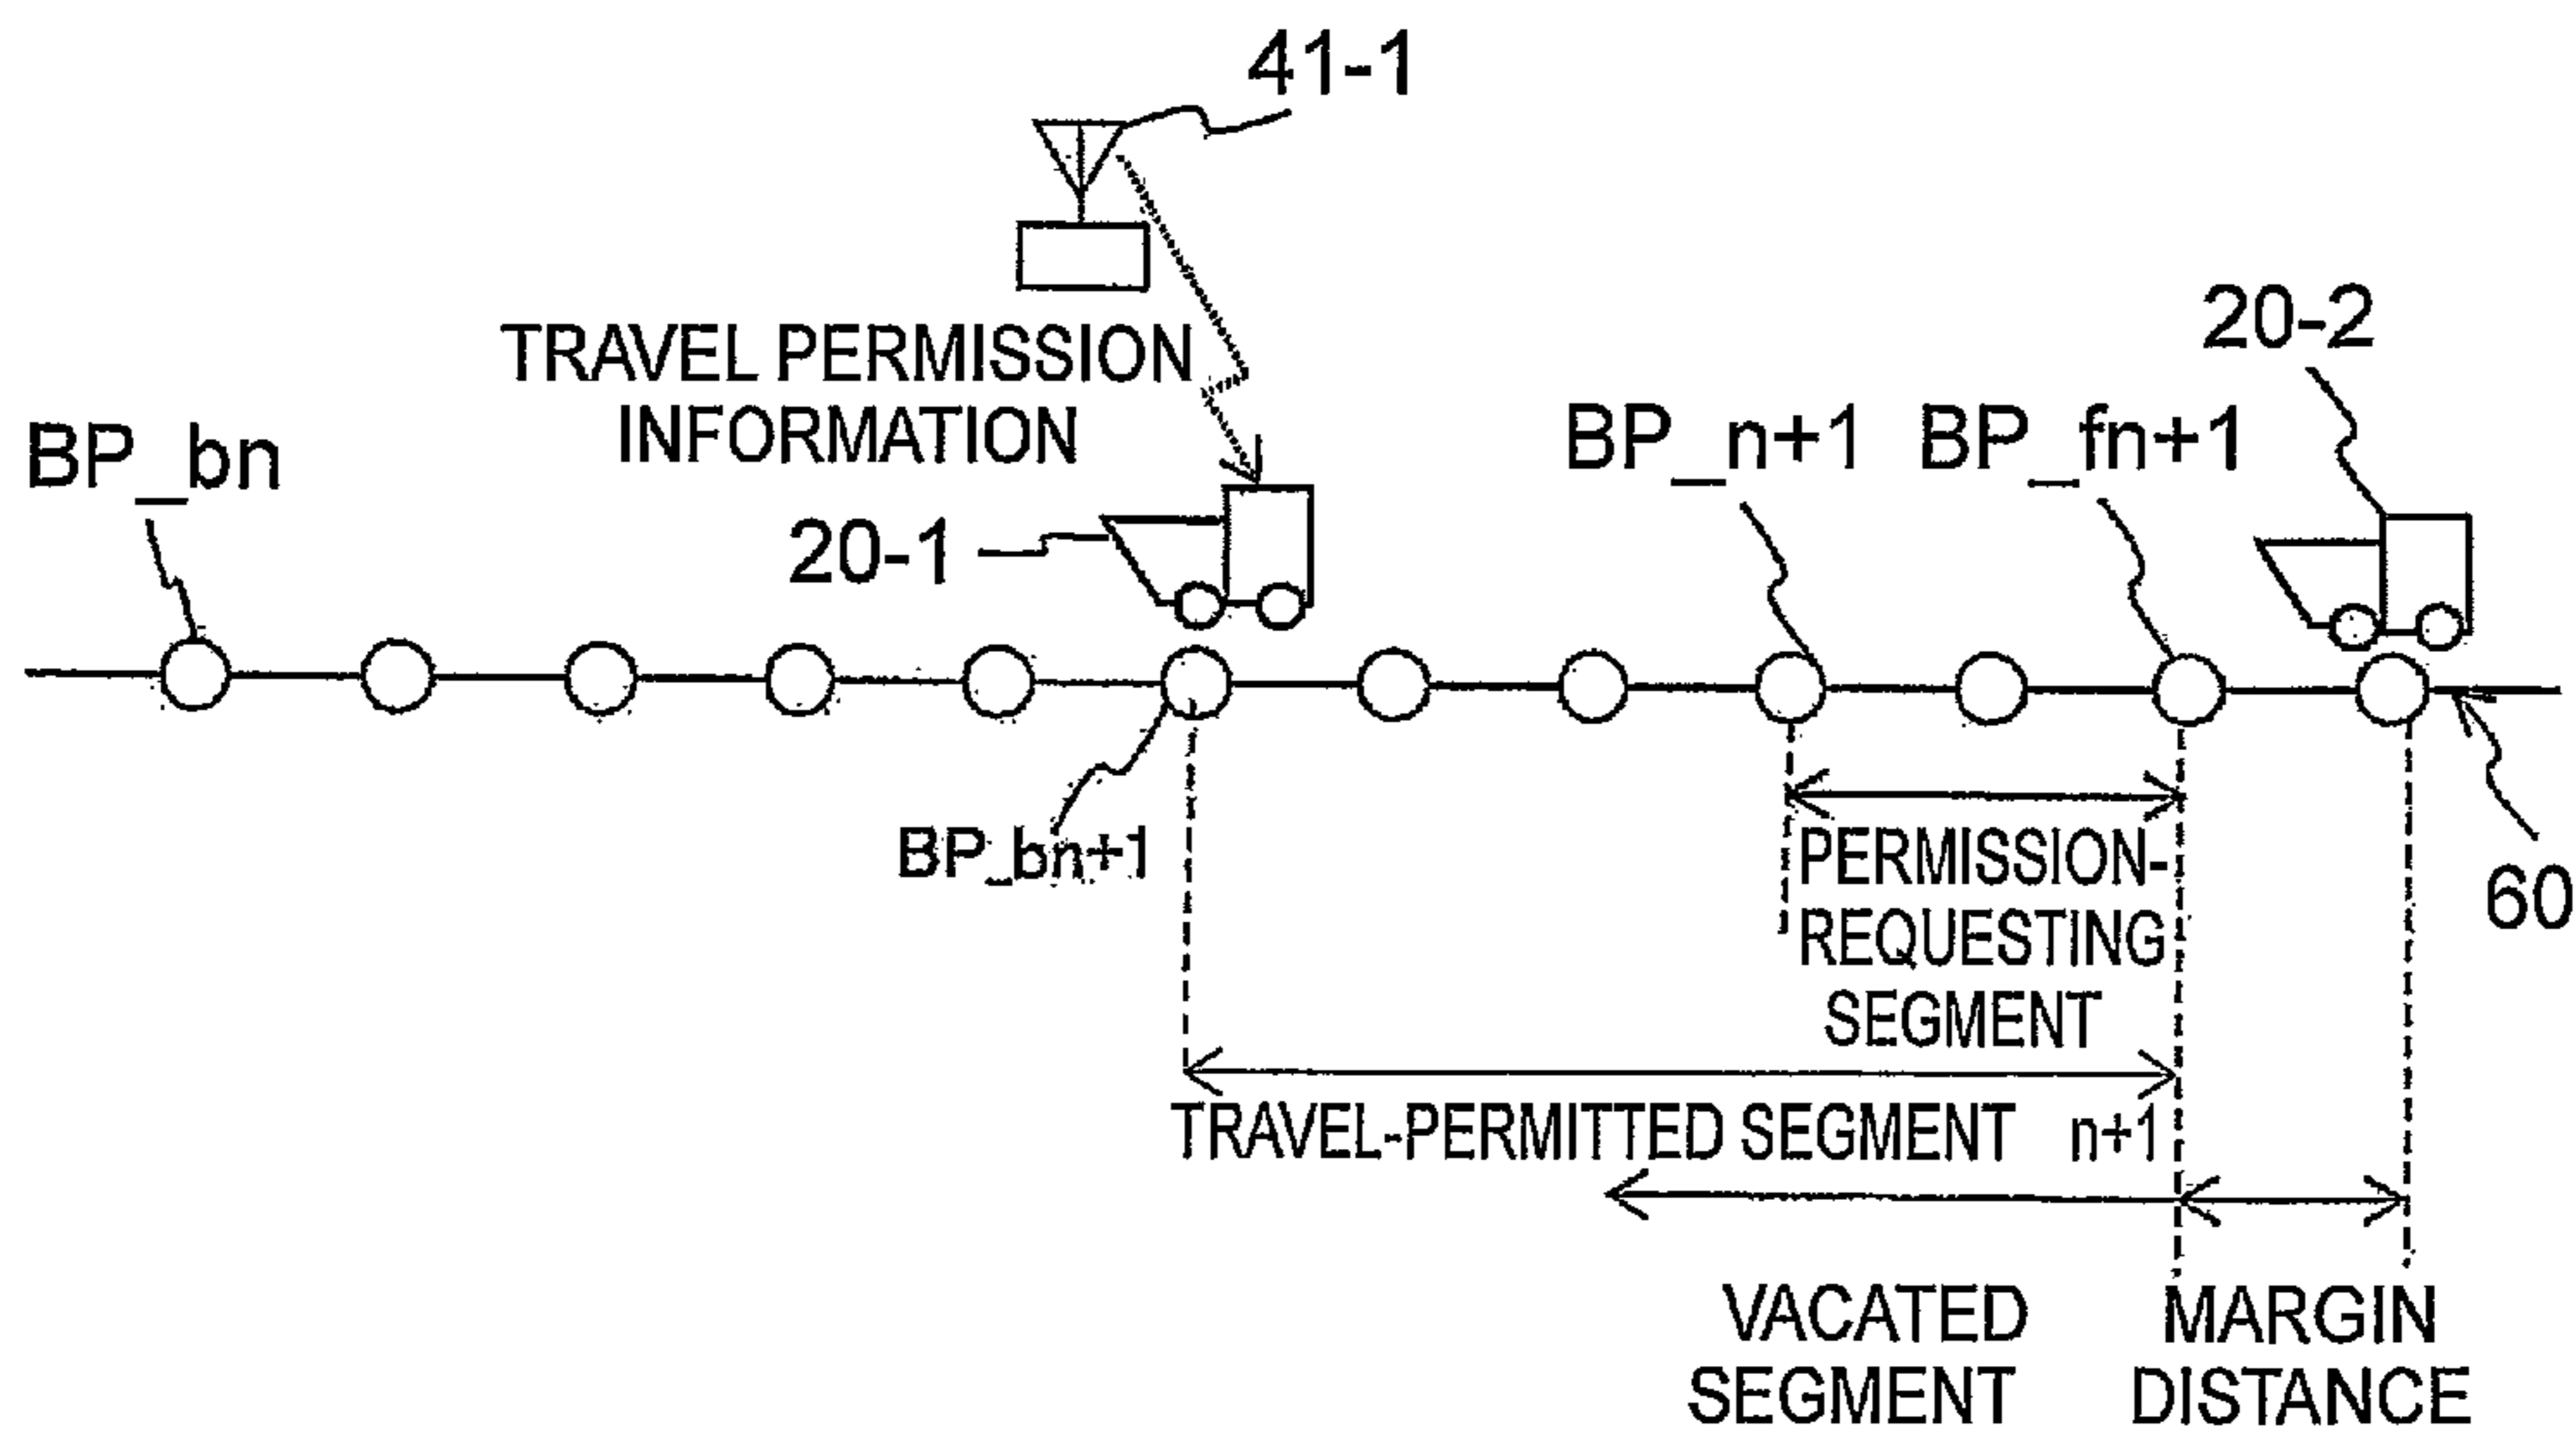 41-1
20-2
TRAVEL PERMISSION
INFORMATION
BP_bn
BP_n+1
BP_fn+1
20-1
BP_bn+1
60
PERMISSION-
REQUESTING
SEGMENT
TRAVEL-PERMITTED SEGMENT n+1
VACATED
SEGMENT
MARGIN
DISTANCE